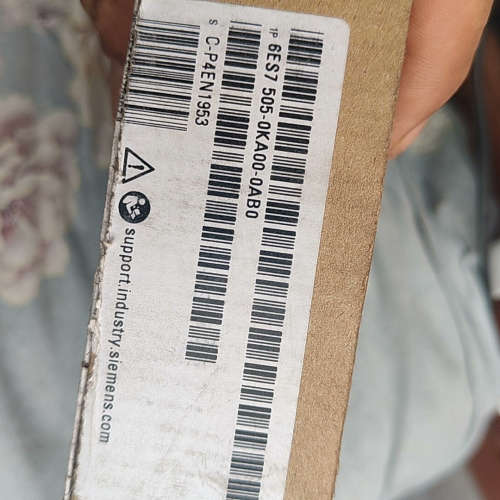 1P 6ES7 505-0KA00-0AB0
S C-P4EN1953
support.industry.siemens.com